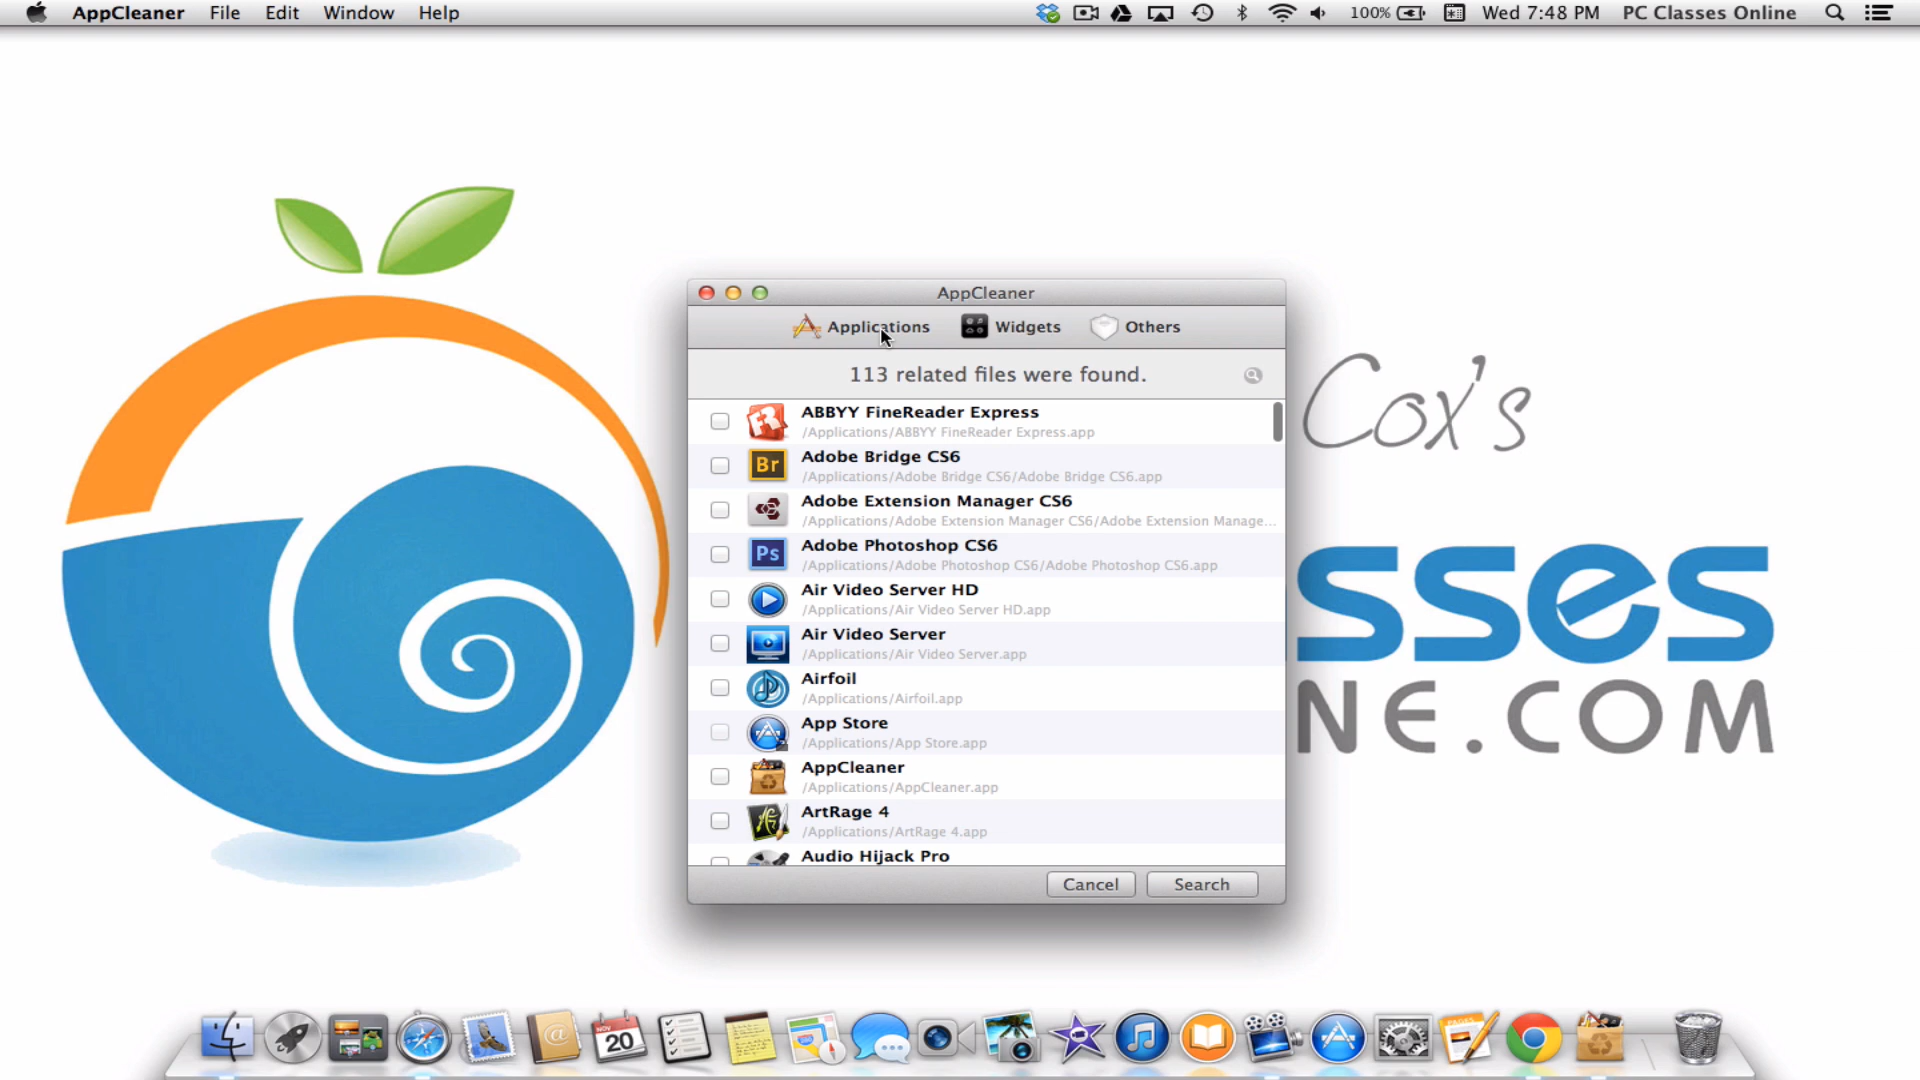 AppCleaner File Edit Window Help 100% Wed 7:48 PM PC Classes Online
Cox's
sses
NE.COM
AppCleaner
Applications Widgets Others
113 related files were found.
ABBYY FineReader Express
/Applications/ABBYY FineReader Express.app
Br
Adobe Bridge CS6
/Applications/Adobe Bridge CS6/Adobe Bridge CS6.app
Adobe Extension Manager CS6
/Applications/Adobe Extension Manager CS6/Adobe Extension Manage...
Ps
Adobe Photoshop CS6
/Applications/Adobe Photoshop CS6/Adobe Photoshop CS6.app
Air Video Server HD
/Applications/Air Video Server HD.app
Air Video Server
/Applications/Air Video Server.app
Airfoil
/Applications/Airfoil.app
App Store
/Applications/App Store.app
AppCleaner
/Applications/AppCleaner.app
ArtRage 4
/Applications/ArtRage 4.app
Audio Hijack Pro
Cancel Search
NOV
20